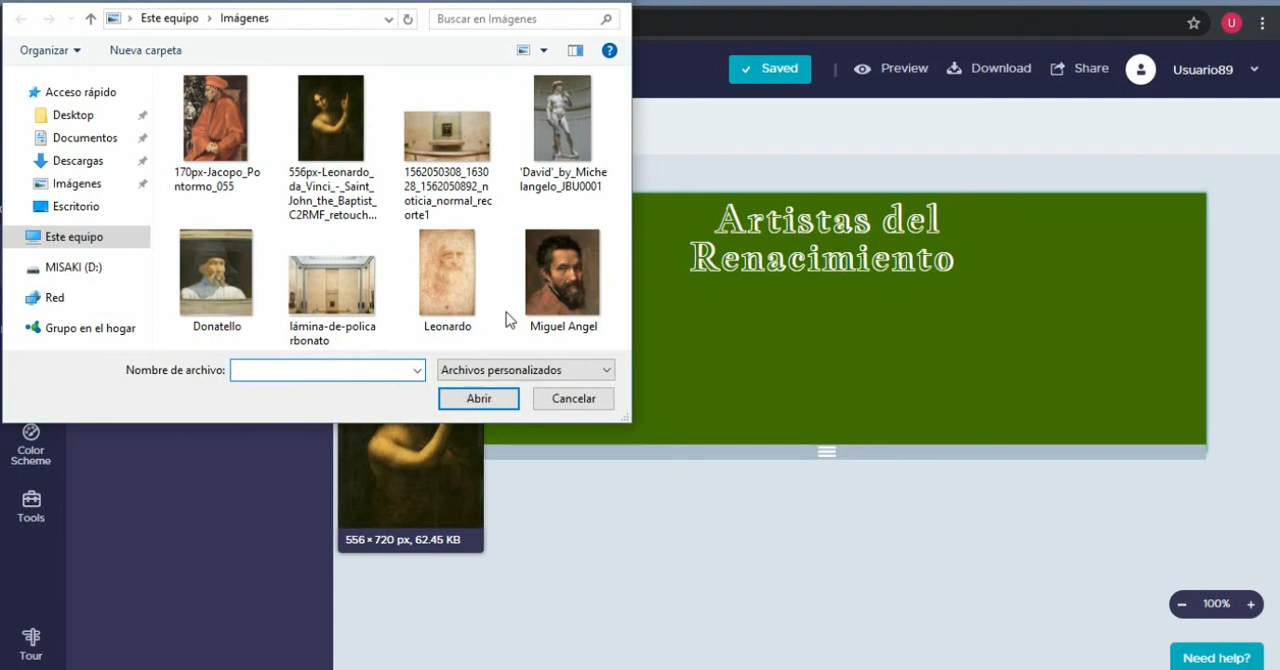 Este equipo › Imágenes
Buscar en Imágenes
Organizar
Nueva carpeta
Acceso rápido
Desktop
Documentos
Descargas
Imágenes
Escritorio
Este equipo
MISAKI (D:)
Red
Grupo en el hogar
170px-Jacopo_Po
ntormo_055
556px-Leonardo_
da_Vinci_-_Saint_
John_the_Baptist_
C2RMF_retouch...
1562050308_1630
28_1562050892_n
oticia_normal_rec
orte1
'David'_by_Miche
langelo_JBU0001
Donatello
lámina-de-polica
rbonato
Leonardo
Miguel Angel
Nombre de archivo:
Archivos personalizados
Abrir
Cancelar
U
Saved
Preview
Download
Share
Usuario89
Artistas del
Renacimiento
Color
Scheme
Tools
Tour
556 × 720 px, 62.45 KB
− 100% +
Need help?